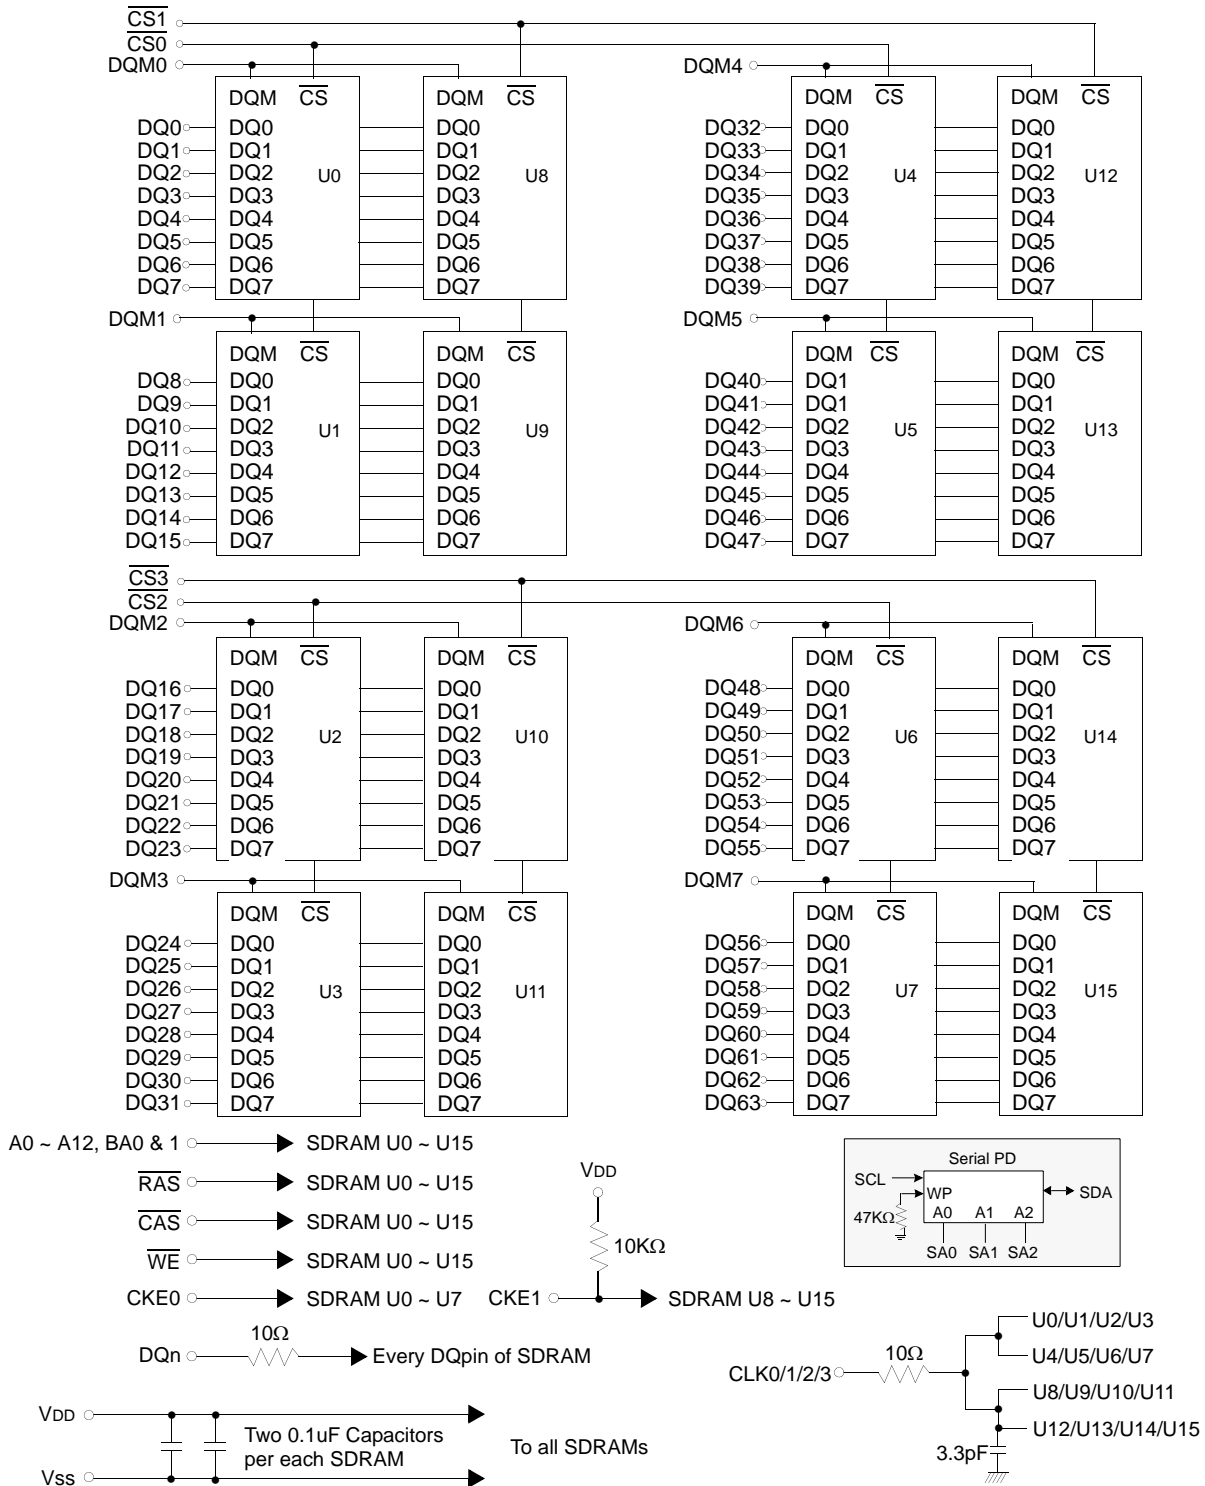 CS1
CS0
DQM0
DQM4
DQM CS
DQM CS
DQM CS
DQM CS
DQ0 DQ0 DQ0 DQ32 DQ0 DQ0
DQ1 DQ1 DQ1 DQ33 DQ1 DQ1
DQ2 DQ2 U0 DQ2 U8 DQ34 DQ2 U4 DQ2 U12
DQ3 DQ3 DQ3 DQ35 DQ3 DQ3
DQ4 DQ4 DQ4 DQ36 DQ4 DQ4
DQ5 DQ5 DQ5 DQ37 DQ5 DQ5
DQ6 DQ6 DQ6 DQ38 DQ6 DQ6
DQ7 DQ7 DQ7 DQ39 DQ7 DQ7
DQM1
DQM5
DQM CS
DQM CS
DQM CS
DQM CS
DQ8 DQ0 DQ0 DQ40 DQ1 DQ0
DQ9 DQ1 DQ1 DQ41 DQ1 DQ1
DQ10 DQ2 U1 DQ2 U9 DQ42 DQ2 U5 DQ2 U13
DQ11 DQ3 DQ3 DQ43 DQ3 DQ3
DQ12 DQ4 DQ4 DQ44 DQ4 DQ4
DQ13 DQ5 DQ5 DQ45 DQ5 DQ5
DQ14 DQ6 DQ6 DQ46 DQ6 DQ6
DQ15 DQ7 DQ7 DQ47 DQ7 DQ7
CS3
CS2
DQM2
DQM6
DQM CS
DQM CS
DQM CS
DQM CS
DQ16 DQ0 DQ0 DQ48 DQ0 DQ0
DQ17 DQ1 DQ1 DQ49 DQ1 DQ1
DQ18 DQ2 U2 DQ2 U10 DQ50 DQ2 U6 DQ2 U14
DQ19 DQ3 DQ3 DQ51 DQ3 DQ3
DQ20 DQ4 DQ4 DQ52 DQ4 DQ4
DQ21 DQ5 DQ5 DQ53 DQ5 DQ5
DQ22 DQ6 DQ6 DQ54 DQ6 DQ6
DQ23 DQ7 DQ7 DQ55 DQ7 DQ7
DQM3
DQM7
DQM CS
DQM CS
DQM CS
DQM CS
DQ24 DQ0 DQ0 DQ56 DQ0 DQ0
DQ25 DQ1 DQ1 DQ57 DQ1 DQ1
DQ26 DQ2 U3 DQ2 U11 DQ58 DQ2 U7 DQ2 U15
DQ27 DQ3 DQ3 DQ59 DQ3 DQ3
DQ28 DQ4 DQ4 DQ60 DQ4 DQ4
DQ29 DQ5 DQ5 DQ61 DQ5 DQ5
DQ30 DQ6 DQ6 DQ62 DQ6 DQ6
DQ31 DQ7 DQ7 DQ63 DQ7 DQ7
A0 ~ A12, BA0 & 1 SDRAM U0 ~ U15
RAS SDRAM U0 ~ U15
CAS SDRAM U0 ~ U15
WE SDRAM U0 ~ U15
CKE0 SDRAM U0 ~ U7
VDD
10KΩ
CKE1 SDRAM U8 ~ U15
Serial PD
SCL
WP
SDA
47KΩ
A0 A1 A2
SA0 SA1 SA2
DQn 10Ω Every DQpin of SDRAM
CLK0/1/2/3 10Ω
U0/U1/U2/U3
U4/U5/U6/U7
U8/U9/U10/U11
U12/U13/U14/U15
3.3pF
VDD
Two 0.1uF Capacitors
per each SDRAM
To all SDRAMs
Vss